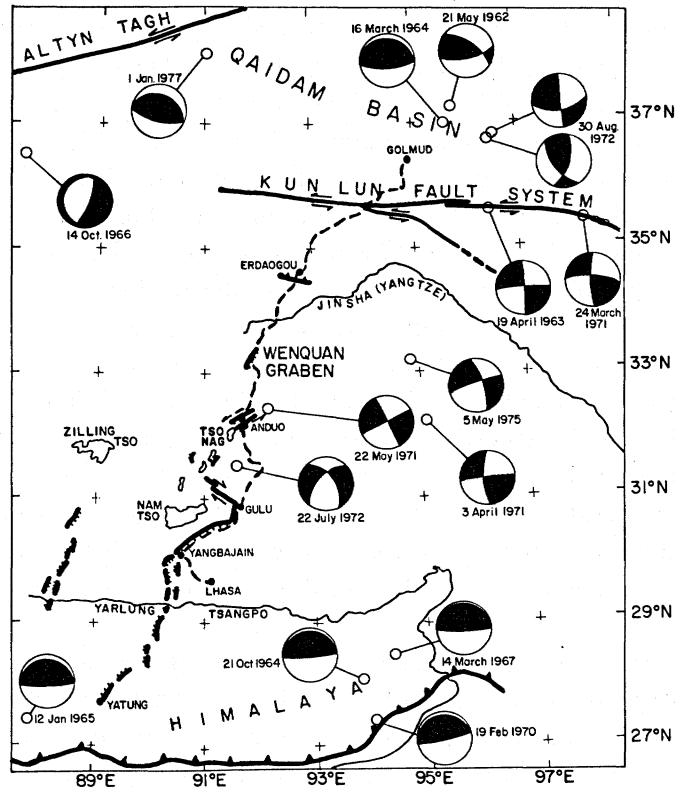 ALTYN TAGH
16 March 1964
21 May 1962
1 Jan. 1977
QAIDAM
BASIN
37°N
30 Aug.
1972
GOLMUD
KUN LUN FAULT SYSTEM
14 Oct. 1966
35°N
ERDAOGOU
JINSHA (YANGTZE)
19 April 1963
24 March
1971
WENQUAN
GRABEN
33°N
5 May 1975
ZILLING
TSO
TSO
NAG
ANDUO
22 May 1971
3 April 1971
31°N
NAM
TSO
GULU
22 July 1972
YANGBAJAIN
LHASA
YARLUNG
TSANGPO
29°N
21 Oct 1964
14 March 1967
12 Jan 1965
YATUNG
HIMALAYA
19 Feb 1970
27°N
89°E
91°E
93°E
95°E
97°E